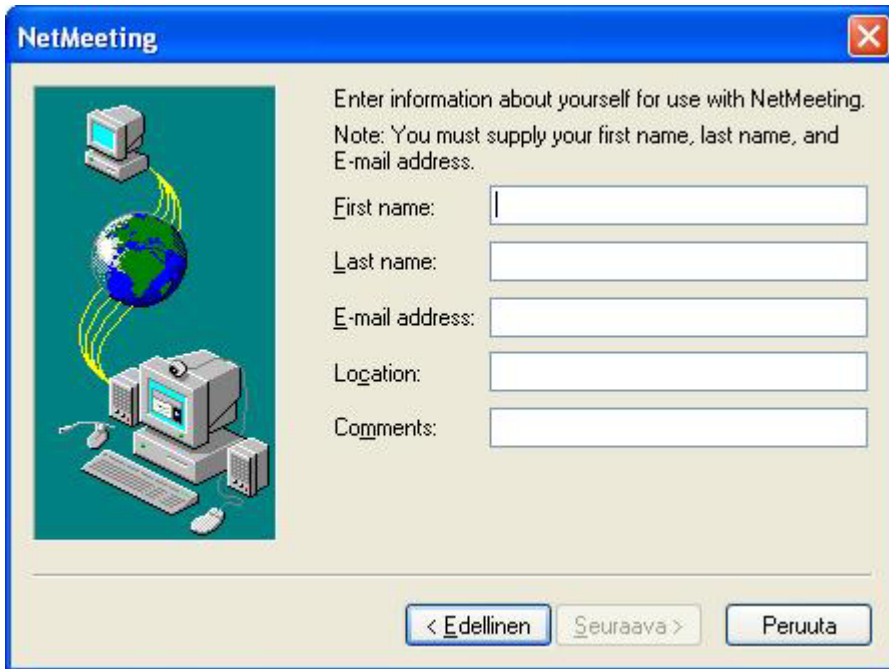 NetMeeting
Enter information about yourself for use with NetMeeting.
Note: You must supply your first name, last name, and
E-mail address.
First name:
Last name:
E-mail address:
Location:
Comments:
< Edellinen
Seuraava >
Peruuta